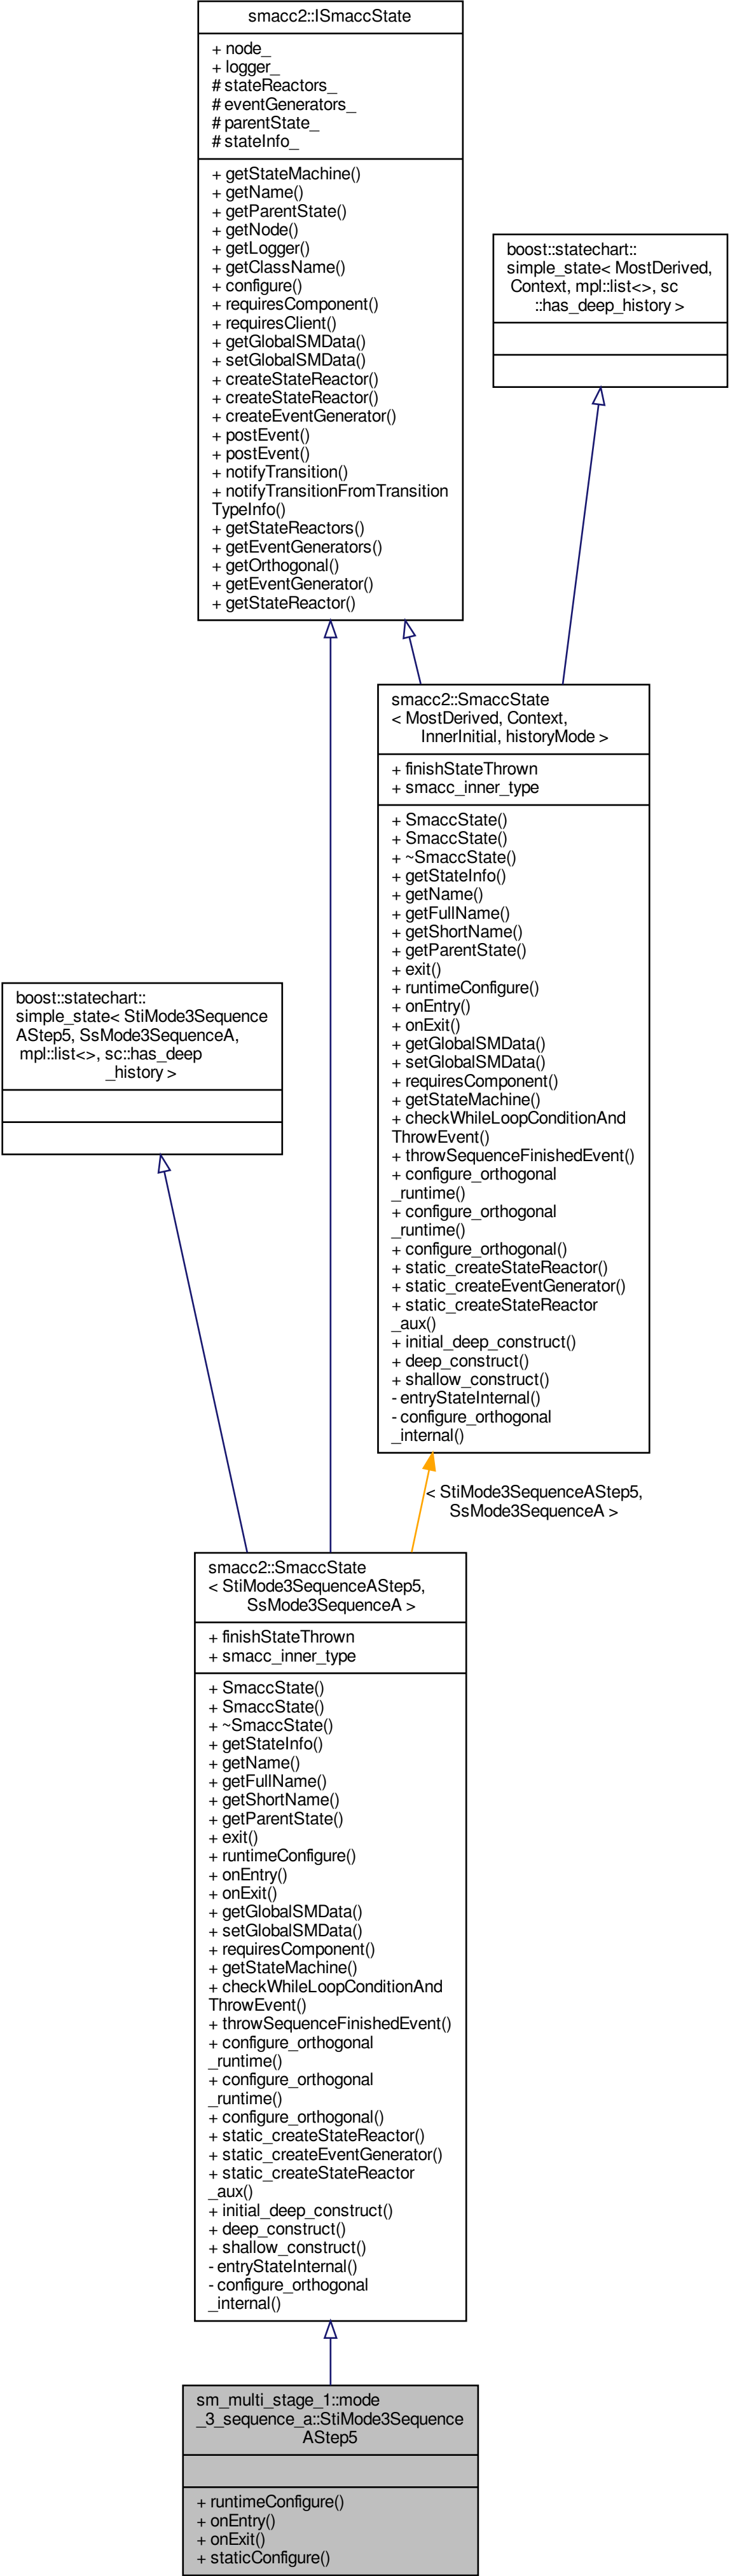 smacc2::ISmaccState
+ node_
+ logger_
# stateReactors_
# eventGenerators_
# parentState_
# stateInfo_
+ getStateMachine()
+ getName()
+ getParentState()
+ getNode()
+ getLogger()
+ getClassName()
+ configure()
+ requiresComponent()
+ requiresClient()
+ getGlobalSMData()
+ setGlobalSMData()
+ createStateReactor()
+ createStateReactor()
+ createEventGenerator()
+ postEvent()
+ postEvent()
+ notifyTransition()
+ notifyTransitionFromTransition
TypeInfo()
+ getStateReactors()
+ getEventGenerators()
+ getOrthogonal()
+ getEventGenerator()
+ getStateReactor()
boost::statechart::
simple_state< MostDerived,
Context, mpl::list<>, sc
::has_deep_history >
smacc2::SmaccState
< MostDerived, Context,
InnerInitial, historyMode >
+ finishStateThrown
+ smacc_inner_type
+ SmaccState()
+ SmaccState()
+ ~SmaccState()
+ getStateInfo()
+ getName()
+ getFullName()
+ getShortName()
+ getParentState()
+ exit()
+ runtimeConfigure()
+ onEntry()
+ onExit()
+ getGlobalSMData()
+ setGlobalSMData()
+ requiresComponent()
+ getStateMachine()
+ checkWhileLoopConditionAnd
ThrowEvent()
+ throwSequenceFinishedEvent()
+ configure_orthogonal
_runtime()
+ configure_orthogonal
_runtime()
+ configure_orthogonal()
+ static_createStateReactor()
+ static_createEventGenerator()
+ static_createStateReactor
_aux()
+ initial_deep_construct()
+ deep_construct()
+ shallow_construct()
- entryStateInternal()
- configure_orthogonal
_internal()
boost::statechart::
simple_state< StiMode3Sequence
AStep5, SsMode3SequenceA,
mpl::list<>, sc::has_deep
_history >
< StiMode3SequenceAStep5,
SsMode3SequenceA >
smacc2::SmaccState
< StiMode3SequenceAStep5,
SsMode3SequenceA >
+ finishStateThrown
+ smacc_inner_type
+ SmaccState()
+ SmaccState()
+ ~SmaccState()
+ getStateInfo()
+ getName()
+ getFullName()
+ getShortName()
+ getParentState()
+ exit()
+ runtimeConfigure()
+ onEntry()
+ onExit()
+ getGlobalSMData()
+ setGlobalSMData()
+ requiresComponent()
+ getStateMachine()
+ checkWhileLoopConditionAnd
ThrowEvent()
+ throwSequenceFinishedEvent()
+ configure_orthogonal
_runtime()
+ configure_orthogonal
_runtime()
+ configure_orthogonal()
+ static_createStateReactor()
+ static_createEventGenerator()
+ static_createStateReactor
_aux()
+ initial_deep_construct()
+ deep_construct()
+ shallow_construct()
- entryStateInternal()
- configure_orthogonal
_internal()
sm_multi_stage_1::mode
_3_sequence_a::StiMode3Sequence
AStep5
+ runtimeConfigure()
+ onEntry()
+ onExit()
+ staticConfigure()